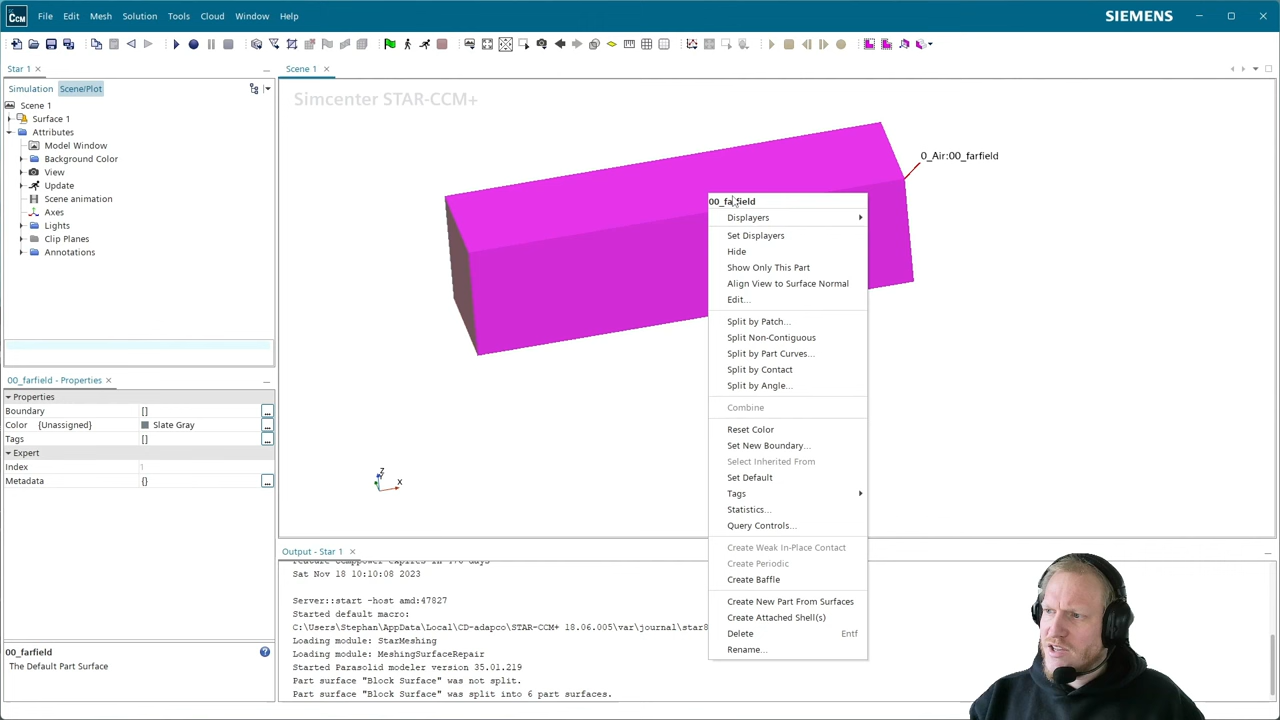 CCM
File
Edit
Mesh
Solution
Tools
Cloud
Window
Help
SIEMENS
Star 1
Simulation
Scene/Plot
Scene 1
Surface 1
Attributes
Model Window
Background Color
View
Update
Scene animation
Axes
Lights
Clip Planes
Annotations
00_farfield - Properties
Properties
Boundary
[]
Color {Unassigned}
Slate Gray
Tags
[]
Expert
Index
1
Metadata
{}
00_farfield
The Default Part Surface
Scene 1
Simcenter STAR-CCM+
0_Air:00_farfield
Z
X
00_farfield
Displayers
Set Displayers
Hide
Show Only This Part
Align View to Surface Normal
Edit...
Split by Patch...
Split Non-Contiguous
Split by Part Curves...
Split by Contact
Split by Angle...
Combine
Reset Color
Set New Boundary...
Select Inherited From
Set Default
Tags
Statistics...
Query Controls...
Create Weak In-Place Contact
Create Periodic
Create Baffle
Create New Part From Surfaces
Create Attached Shell(s)
Delete Entf
Rename...
Output - Star 1
Sat Nov 18 10:10:08 2023
Server::start -host amd:47827
Started default macro:
C:\Users\Stephan\AppData\Local\CD-adapco\STAR-CCM+ 18.06.005\var\journal\star8
Loading module: StarMeshing
Loading module: MeshingSurfaceRepair
Started Parasolid modeler version 35.01.219
Part surface "Block Surface" was not split.
Part surface "Block Surface" was split into 6 part surfaces.